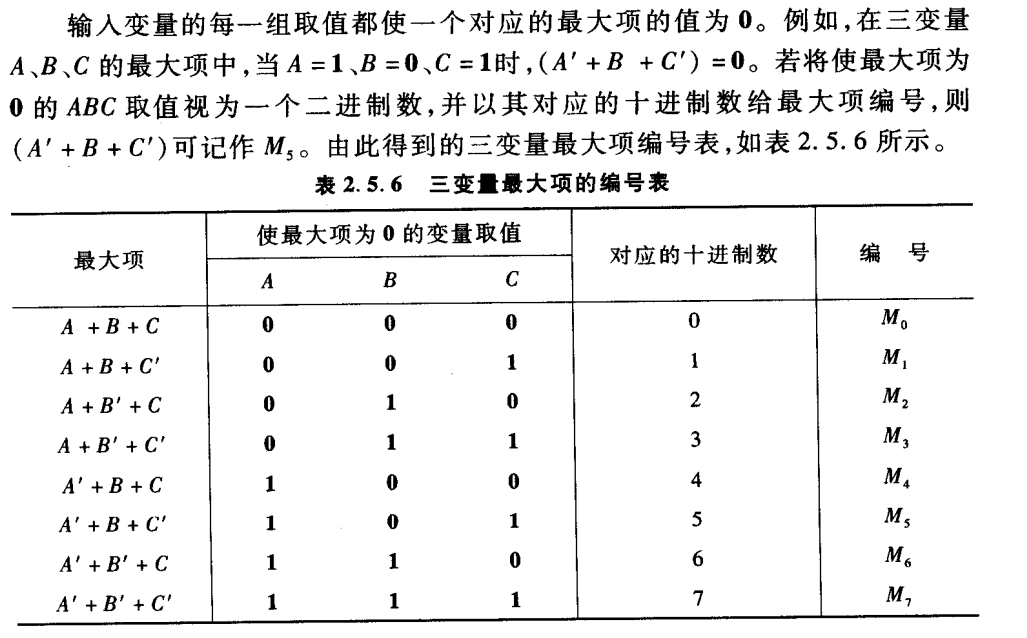 输入变量的每一组取值都使一个对应的最大项的值为 0。例如,在三变量
A、B、C 的最大项中,当 A = 1、B = 0、C = 1时,(A′ + B + C′) = 0。若将使最大项为
0 的 ABC 取值视为一个二进制数,并以其对应的十进制数给最大项编号,则
(A′ + B + C′)可记作 M₅。由此得到的三变量最大项编号表,如表 2.5.6 所示。
表 2.5.6 三变量最大项的编号表
最大项 使最大项为 0 的变量取值 对应的十进制数 编 号
A B C
A + B + C 0 0 0 0 M₀
A + B + C′ 0 0 1 1 M₁
A + B′ + C 0 1 0 2 M₂
A + B′ + C′ 0 1 1 3 M₃
A′ + B + C 1 0 0 4 M₄
A′ + B + C′ 1 0 1 5 M₅
A′ + B′ + C 1 1 0 6 M₆
A′ + B′ + C′ 1 1 1 7 M₇